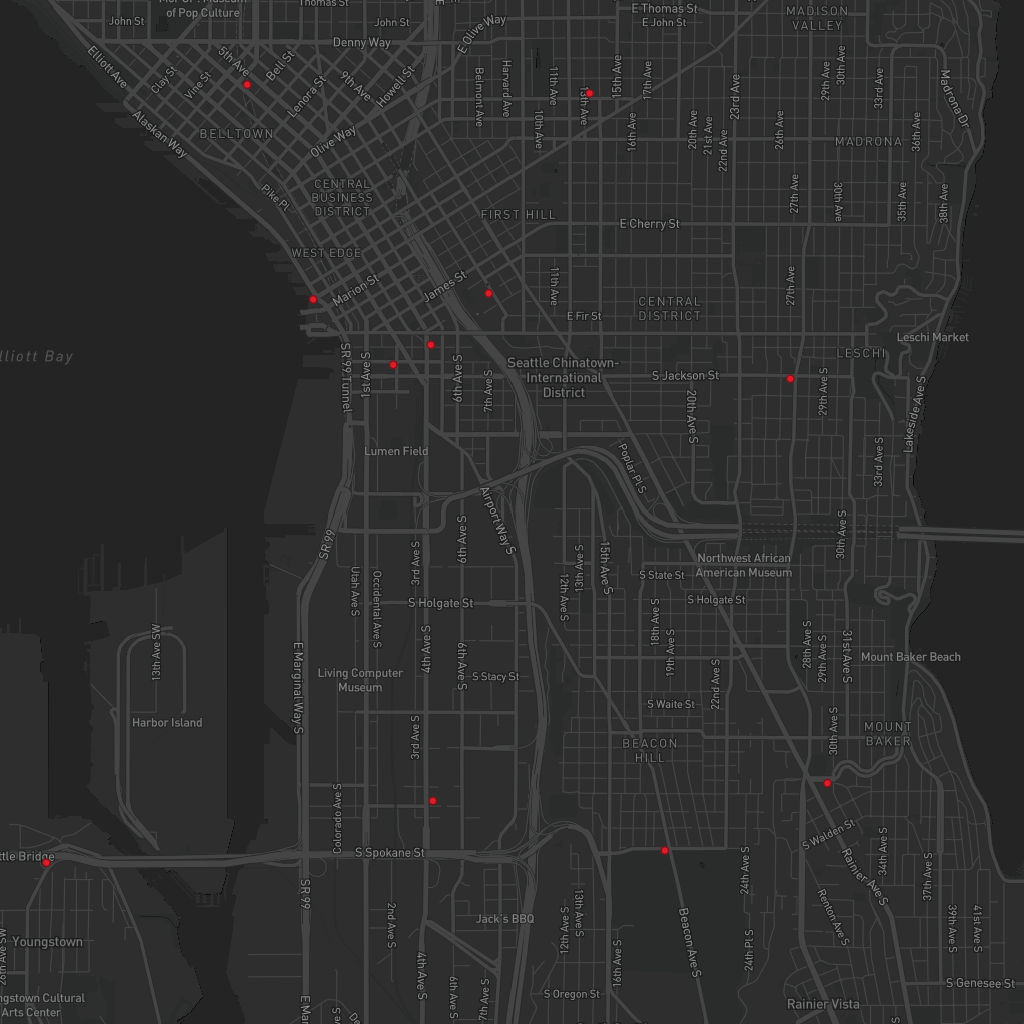 of Pop Culture
Thomas St
John St
John St
Denny Way
E Olive Way
E Thomas St
E John St
MADISON
VALLEY
Elliott Ave
Clay St
Vine St
5th Ave
Bell St
Lenora St
9th Ave
Howell St
Belmont Ave
Harvard Ave
11th Ave
10th Ave
13th Ave
15th Ave
16th Ave
17th Ave
20th Ave
21st Ave
22nd Ave
23rd Ave
26th Ave
29th Ave
30th Ave
33rd Ave
36th Ave
Madrona Dr
BELLTOWN
Alaskan Way
Olive Way
Pike Pl
CENTRAL
BUSINESS
DISTRICT
MADRONA
27th Ave
30th Ave
35th Ave
38th Ave
FIRST HILL
E Cherry St
WEST EDGE
Marion St
James St
11th Ave
27th Ave
CENTRAL
DISTRICT
E Fir St
Leschi Market
LESCHI
lliott Bay
SR 99 Tunnel
1st Ave S
6th Ave S
7th Ave S
Seattle Chinatown-
International
District
S Jackson St
20th Ave S
29th Ave S
Lakeside Ave S
Lumen Field
Poplar Pl S
33rd Ave S
Airport Way S
SR 99
3rd Ave S
6th Ave S
30th Ave S
Northwest African
American Museum
S State St
S Holgate St
Utah Ave S
Occidental Ave S
S Holgate St
12th Ave S
13th Ave S
15th Ave S
13th Ave SW
E Marginal Way S
4th Ave S
6th Ave S
18th Ave S
19th Ave S
22nd Ave S
28th Ave S
29th Ave S
31st Ave S
Mount Baker Beach
Living Computer
Museum
S Stacy St
S Waite St
Harbor Island
3rd Ave S
BEACON
HILL
30th Ave S
MOUNT
BAKER
Colorado Ave S
S Walden St
ttle Bridge
S Spokane St
24th Ave S
Rainier Ave S
34th Ave S
37th Ave S
SR 99
2nd Ave S
Jack's BBQ
12th Ave S
13th Ave S
16th Ave S
Beacon Ave S
24th Pl S
Renton Ave S
39th Ave S
41st Ave S
26th Ave SW
Youngstown
ngstown Cultural
Arts Center
E Mar
4th Ave S
6th Ave S
7th Ave S
S Oregon St
Rainier Vista
S Genesee St